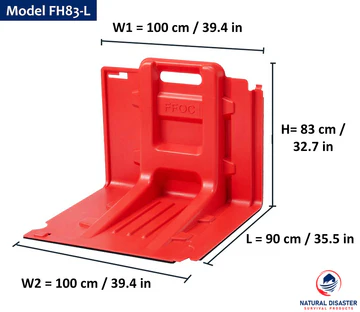 Model FH83-L
W1 = 100 cm / 39.4 in
FFOC
H= 83 cm /
32.7 in
L = 90 cm / 35.5 in
W2 = 100 cm / 39.4 in
NATURAL DISASTER
SURVIVAL PRODUCTS